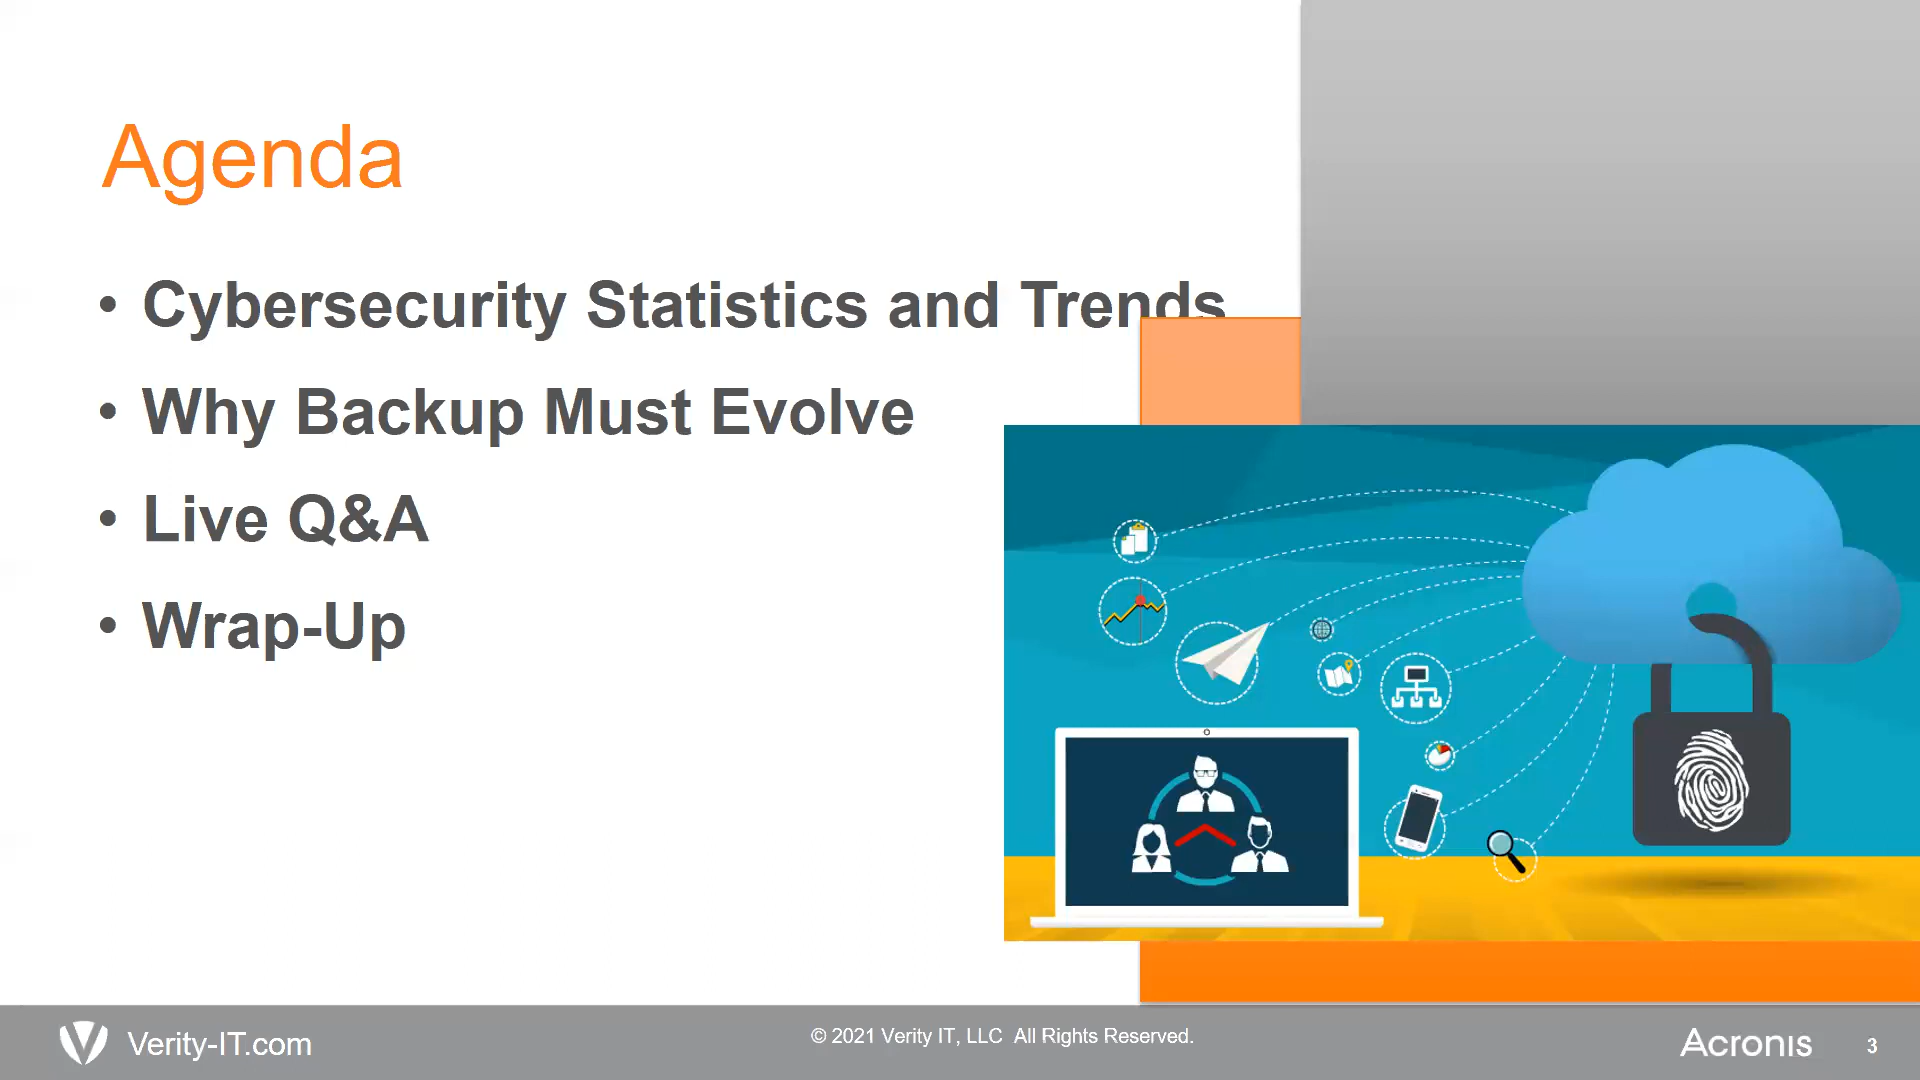 Agenda
• Cybersecurity Statistics and Trends
• Why Backup Must Evolve
• Live Q&A
• Wrap-Up
Verity-IT.com
© 2021 Verity IT, LLC All Rights Reserved.
Acronis
3